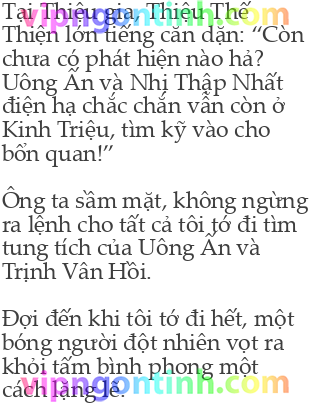 Tại Thiệu gia, Thiệu Thế
Thiện lớn tiếng căn dặn: “Còn
chưa có phát hiện nào hả?
Uông Ấn và Nhị Thập Nhất
điện hạ chắc chắn vẫn còn ở
Kinh Triệu, tìm kỹ vào cho
bổn quan!”
Ông ta sầm mặt, không ngừng
ra lệnh cho tất cả tôi tớ đi tìm
tung tích của Uông Ấn và
Trịnh Vân Hồi.
Đợi đến khi tôi tớ đi hết, một
bóng người đột nhiên vọt ra
khỏi tấm bình phong một
cách lặng lẽ.
vipngontinh.com
vipngontinh.com